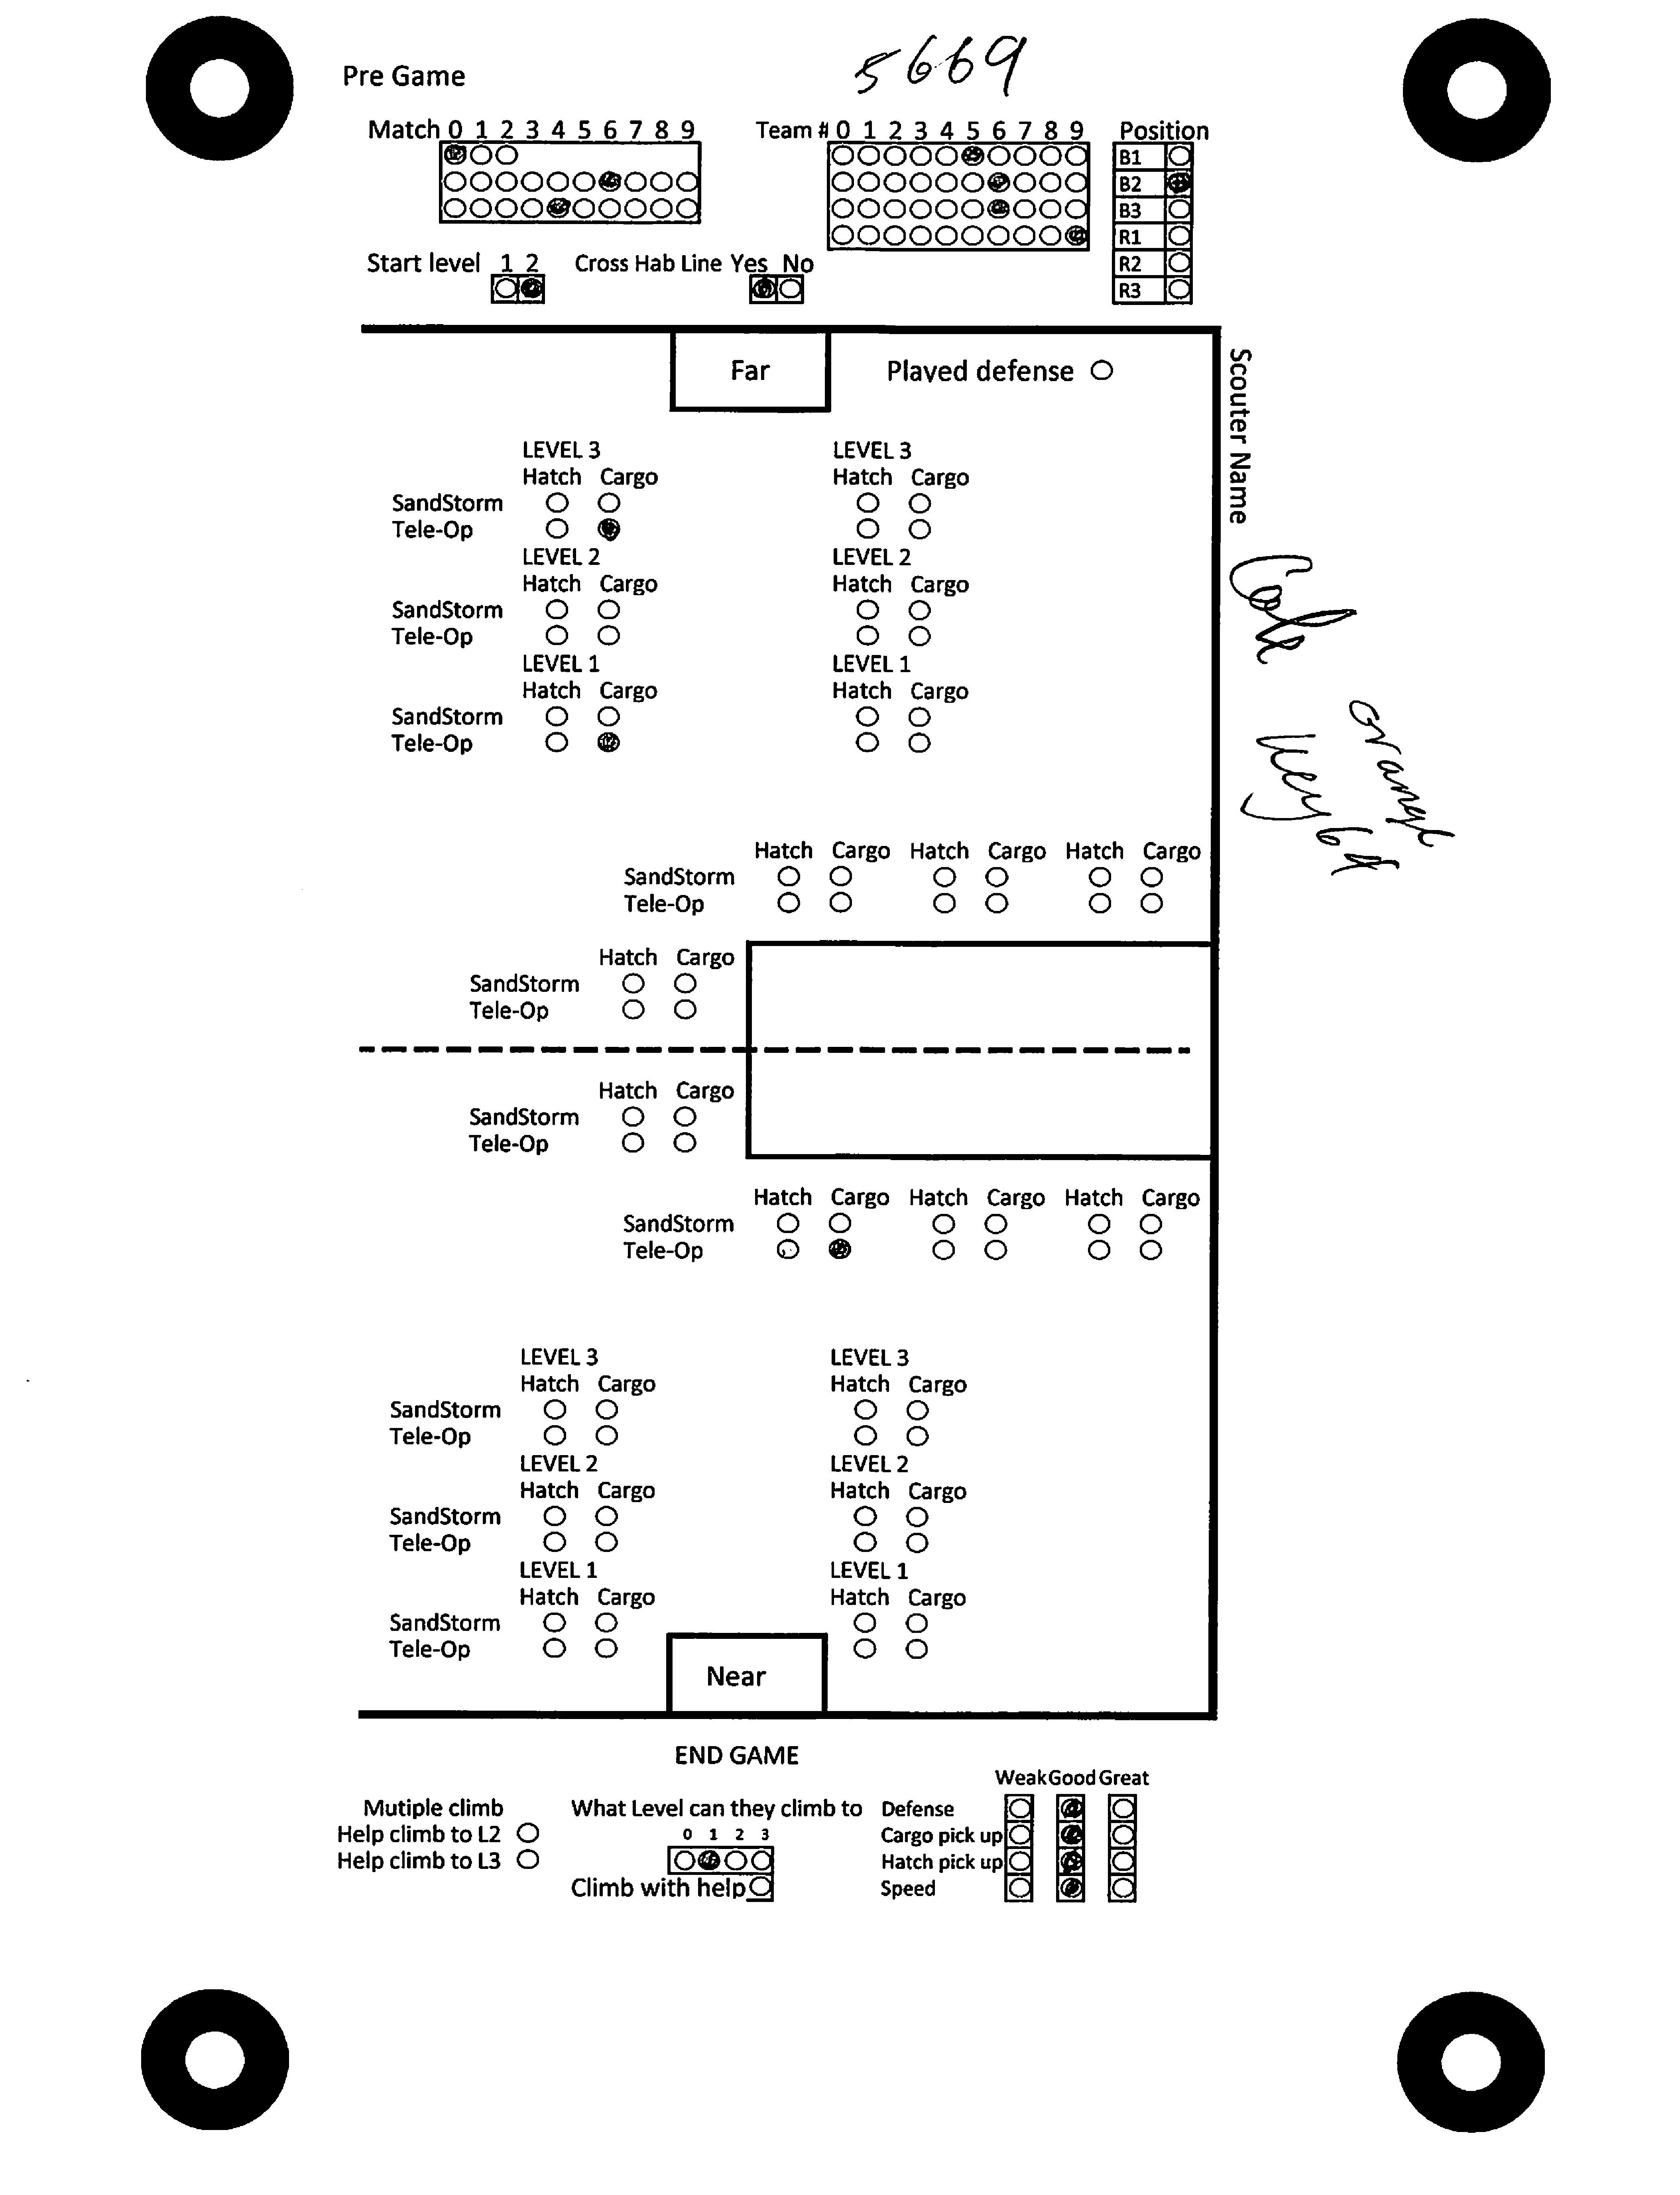 5669
Pre Game
Match 0 1 2 3 4 5 6 7 8 9
Team # 0 1 2 3 4 5 6 7 8 9
Position
B1
B2
B3
R1
R2
R3
Start level 1 2
Cross Hab Line Yes No
Far
Played defense
Scouter Name
Cole
orange
LEVEL 3 LEVEL 3
Hatch Cargo Hatch Cargo
SandStorm
Tele-Op
LEVEL 2 LEVEL 2
Hatch Cargo Hatch Cargo
SandStorm
Tele-Op
LEVEL 1 LEVEL 1
Hatch Cargo Hatch Cargo
SandStorm
Tele-Op
Hatch Cargo Hatch Cargo Hatch Cargo
SandStorm
Tele-Op
Hatch Cargo
SandStorm
Tele-Op
Hatch Cargo
SandStorm
Tele-Op
Hatch Cargo Hatch Cargo Hatch Cargo
SandStorm
Tele-Op
LEVEL 3 LEVEL 3
Hatch Cargo Hatch Cargo
SandStorm
Tele-Op
LEVEL 2 LEVEL 2
Hatch Cargo Hatch Cargo
SandStorm
Tele-Op
LEVEL 1 LEVEL 1
Hatch Cargo Hatch Cargo
SandStorm
Tele-Op
Near
END GAME
Mutiple climb
Help climb to L2
Help climb to L3
What Level can they climb to
0 1 2 3
Climb with help
Weak Good Great
Defense
Cargo pick up
Hatch pick up
Speed